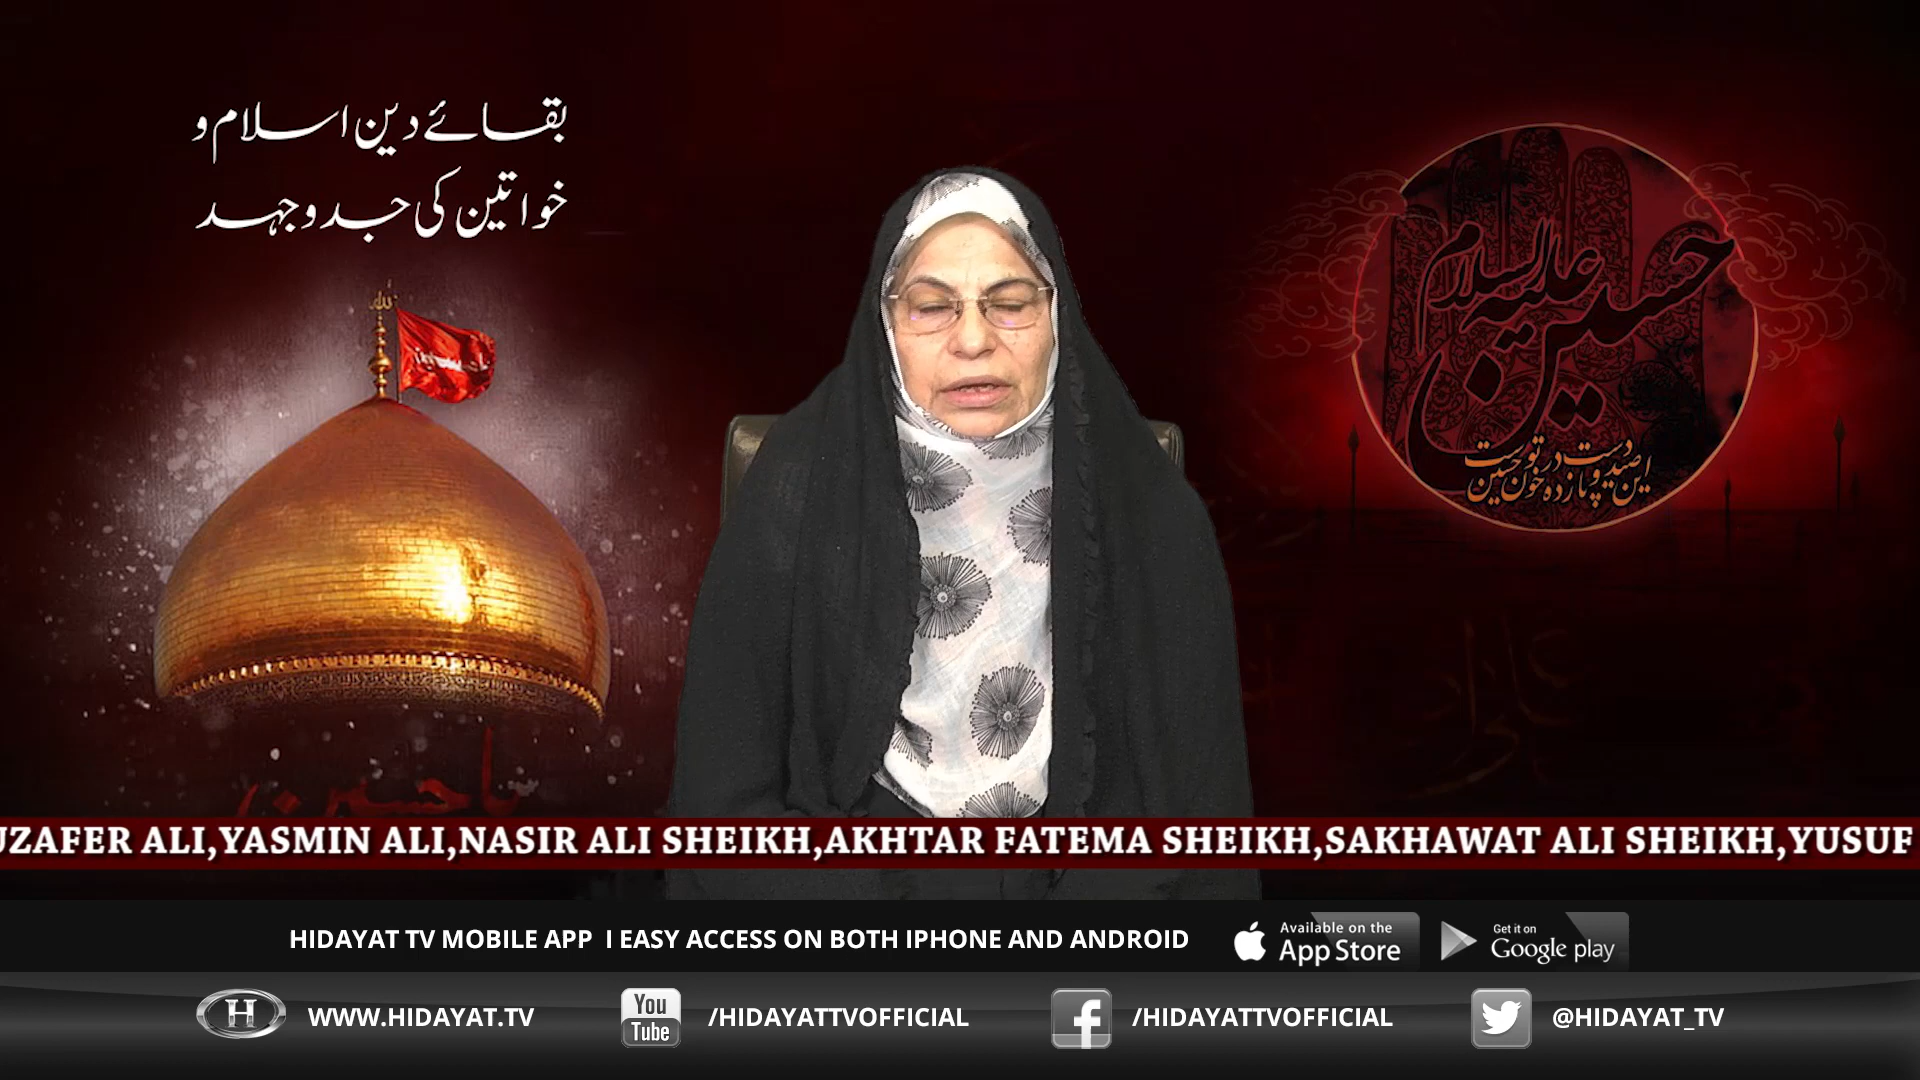 بقائے دین اسلام و
خواتین کی جدوجہد
حسین علیہ السلام
UZAFER ALI,YASMIN ALI,NASIR ALI SHEIKH,AKHTAR FATEMA SHEIKH,SAKHAWAT ALI SHEIKH,YUSUF
HIDAYAT TV MOBILE APP I EASY ACCESS ON BOTH IPHONE AND ANDROID
Available on the
App Store
Get it on
Google play
H
WWW.HIDAYAT.TV
You
Tube
/HIDAYATTVOFFICIAL
f
/HIDAYATTVOFFICIAL
@HIDAYAT_TV